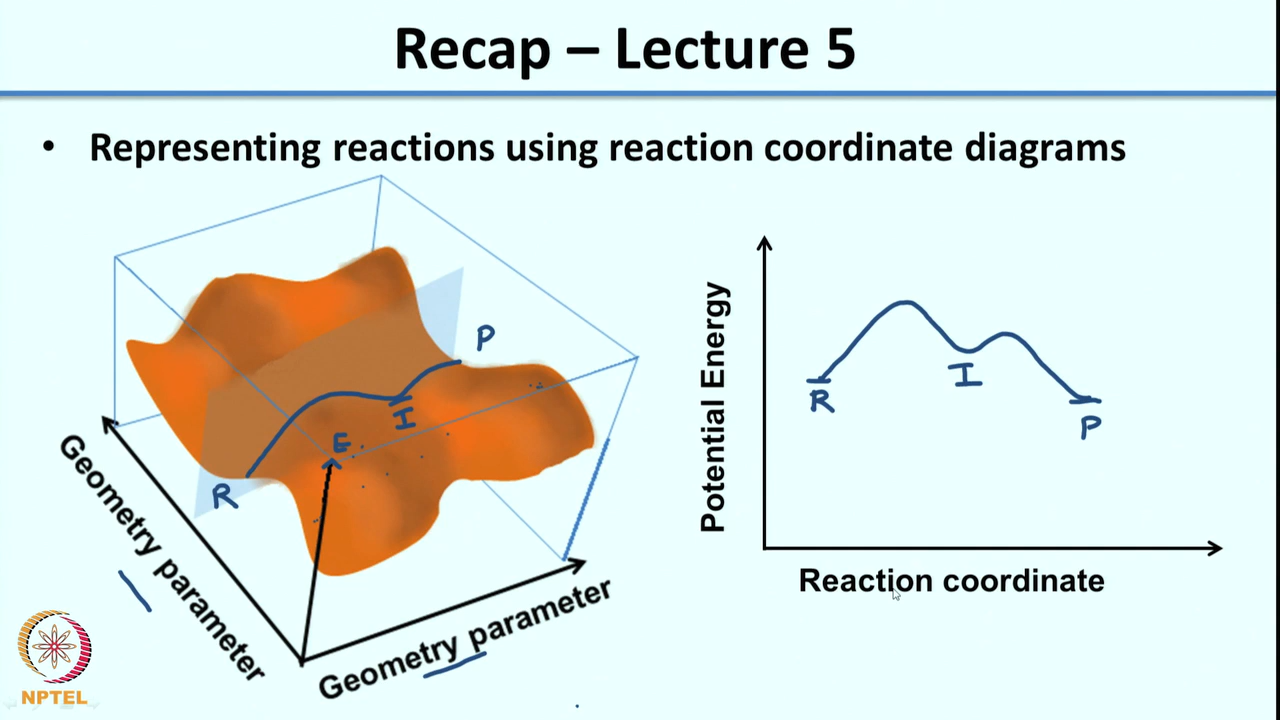 Recap – Lecture 5
• Representing reactions using reaction coordinate diagrams
P
I
E
R
Geometry parameter
Geometry parameter
Potential Energy
R
I
P
Reaction coordinate
NPTEL